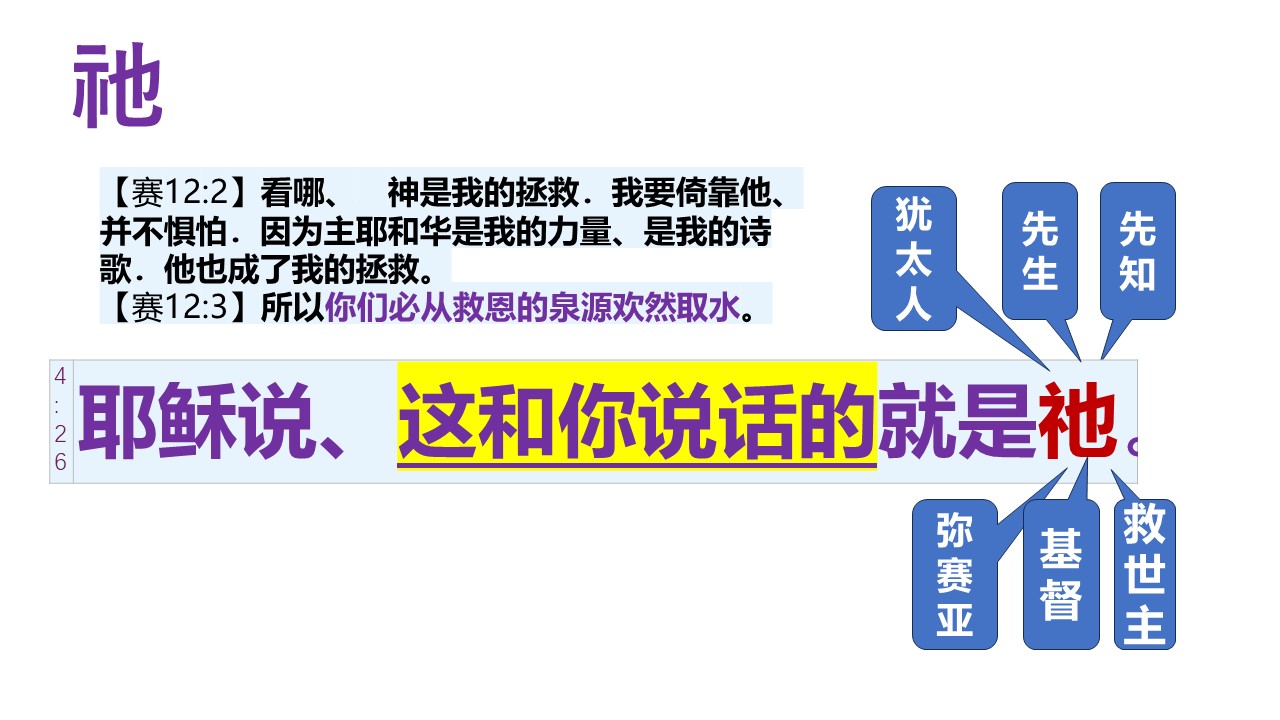 祂
【赛12:2】看哪、　神是我的拯救．我要倚靠他、
并不惧怕．因为主耶和华是我的力量、是我的诗
歌．他也成了我的拯救。
【赛12:3】所以你们必从救恩的泉源欢然取水。
犹太人
先生
先知
4:26
耶稣说、这和你说话的就是祂。
弥赛亚
基督
救世主